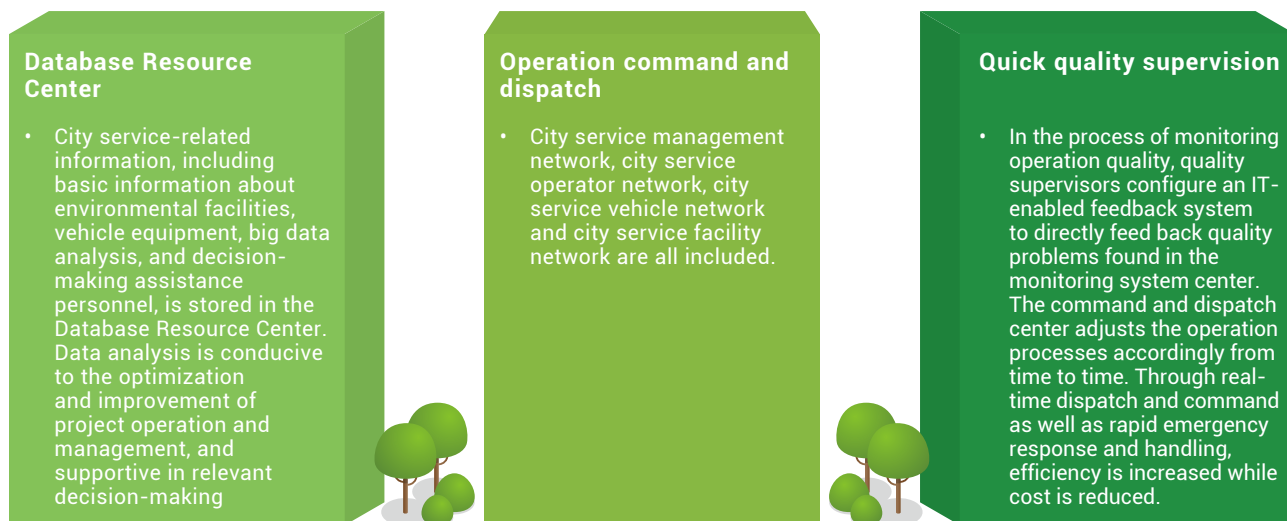 Database Resource
Center
• City service-related
information, including
basic information about
environmental facilities,
vehicle equipment, big data
analysis, and decision-
making assistance
personnel, is stored in the
Database Resource Center.
Data analysis is conducive
to the optimization
and improvement of
project operation and
management, and
supportive in relevant
decision-making
Operation command and
dispatch
• City service management
network, city service
operator network, city
service vehicle network
and city service facility
network are all included.
Quick quality supervision
• In the process of monitoring
operation quality, quality
supervisors configure an IT-
enabled feedback system
to directly feed back quality
problems found in the
monitoring system center.
The command and dispatch
center adjusts the operation
processes accordingly from
time to time. Through real-
time dispatch and command
as well as rapid emergency
response and handling,
efficiency is increased while
cost is reduced.